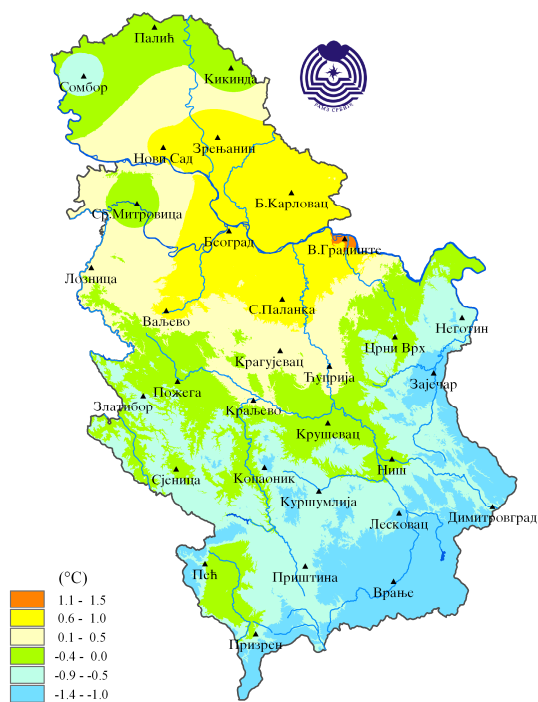 Палић
Кикинда
Сомбор
РХМЗ СРБИЈЕ
Зрењанин
Нови Сад
Б.Карловац
Ср.Митровица
Београд
В.Градиште
Лозница
С.Паланка
Ваљево
Неготин
Црни Врх
Крагујевац
Ћуприја
Зајечар
Пожега
Златибор
Краљево
Крушевац
Ниш
Сјеница
Копаоник
Куршумлија
Лесковац
Димитровград
Пећ
Приштина
Врање
Призрен
(°C)
1.1 - 1.5
0.6 - 1.0
0.1 - 0.5
-0.4 - 0.0
-0.9 - -0.5
-1.4 - -1.0